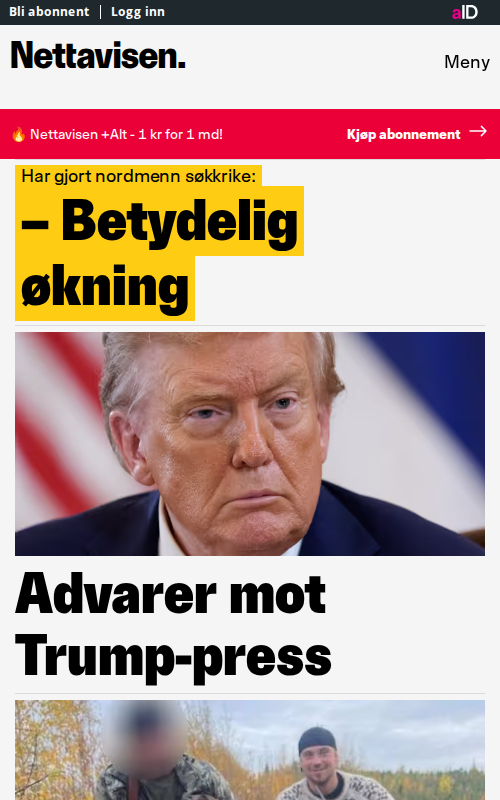 Bli abonnent
Logg inn
aID
Nettavisen.
Meny
🔥 Nettavisen +Alt - 1 kr for 1 md!
Kjøp abonnement →
Har gjort nordmenn søkkrike:
– Betydelig
økning
Advarer mot
Trump-press